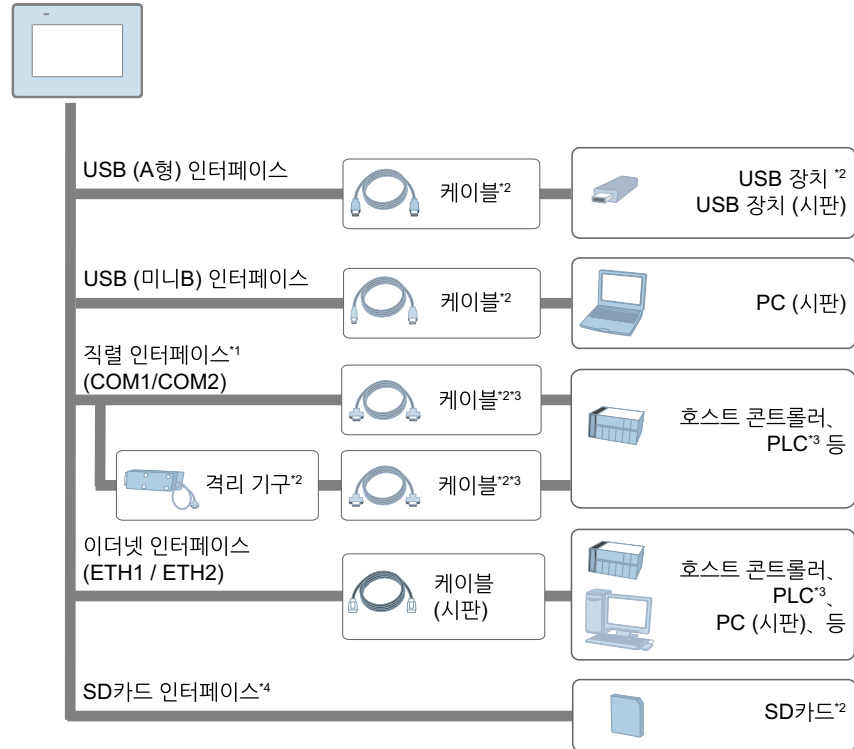 USB (A형) 인터페이스
케이블*2
USB 장치 *2
USB 장치 (시판)
USB (미니B) 인터페이스
케이블*2
PC (시판)
직렬 인터페이스*1
(COM1/COM2)
케이블*2*3
호스트 콘트롤러、
PLC*3 등
격리 기구*2
케이블*2*3
이더넷 인터페이스
(ETH1 / ETH2)
케이블
(시판)
호스트 콘트롤러、
PLC*3、
PC (시판)、등
SD카드 인터페이스*4
SD카드*2